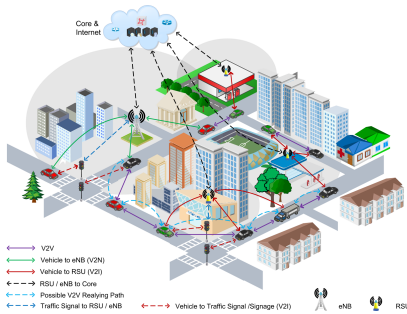 Core &
Internet
V2V
Vehicle to eNB (V2N)
Vehicle to RSU (V2I)
RSU / eNB to Core
Possible V2V Realying Path
Traffic Signal to RSU / eNB
Vehicle to Traffic Signal /Signage (V2I)
eNB
RSU